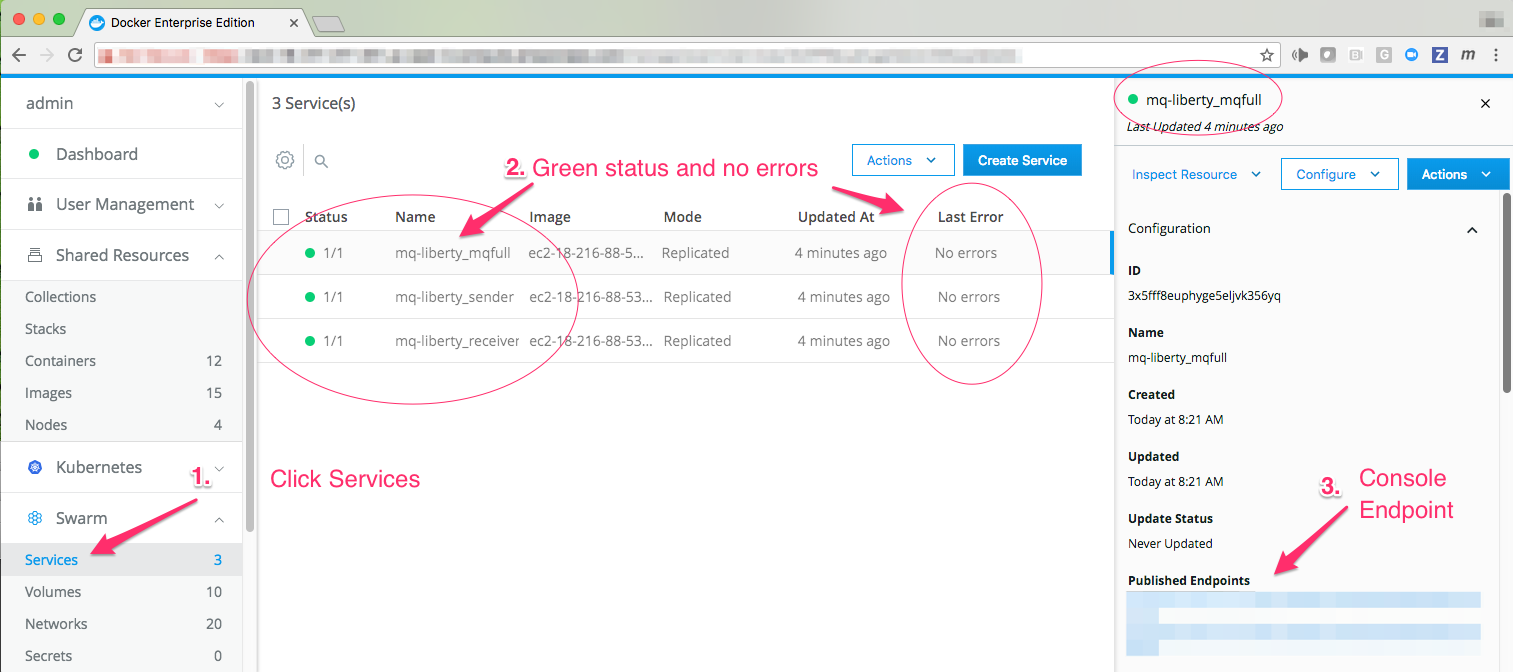 Docker Enterprise Edition
admin
Dashboard
User Management
Shared Resources
Collections
Stacks
Containers 12
Images 15
Nodes 4
Kubernetes
1.
Swarm
Services 3
Volumes 10
Networks 20
Secrets 0
3 Service(s)
2. Green status and no errors
Actions
Create Service
Status Name Image Mode Updated At Last Error
1/1 mq-liberty_mqfull ec2-18-216-88-5... Replicated 4 minutes ago No errors
1/1 mq-liberty_sender ec2-18-216-88-53... Replicated 4 minutes ago No errors
1/1 mq-liberty_receiver ec2-18-216-88-53... Replicated 4 minutes ago No errors
Click Services
mq-liberty_mqfull
Last Updated 4 minutes ago
Inspect Resource Configure Actions
Configuration
ID
3x5fff8euphyge5eljvk356yq
Name
mq-liberty_mqfull
Created
Today at 8:21 AM
Updated
Today at 8:21 AM
Update Status
Never Updated
3. Console
Endpoint
Published Endpoints